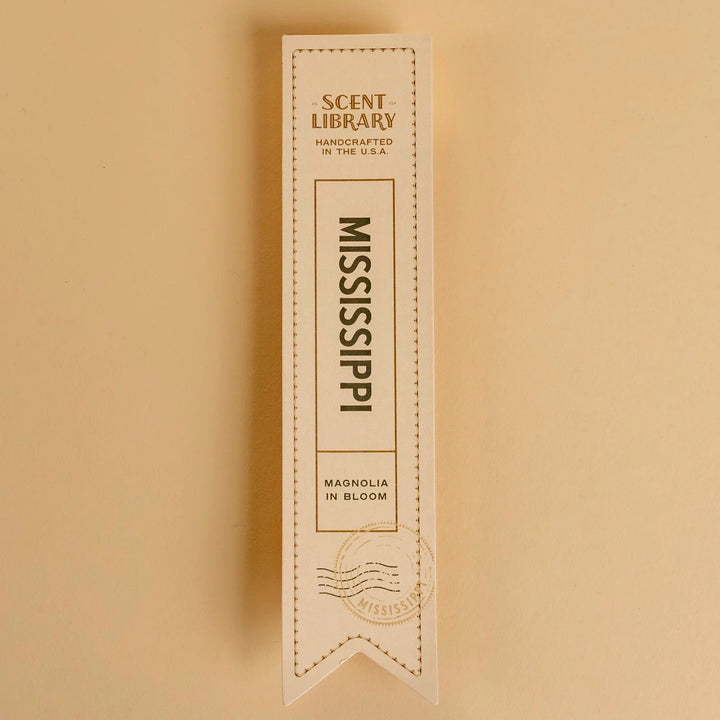 SCENT
LIBRARY
HANDCRAFTED
IN THE U.S.A.
MISSISSIPPI
MAGNOLIA
IN BLOOM
MISSISSIPPI